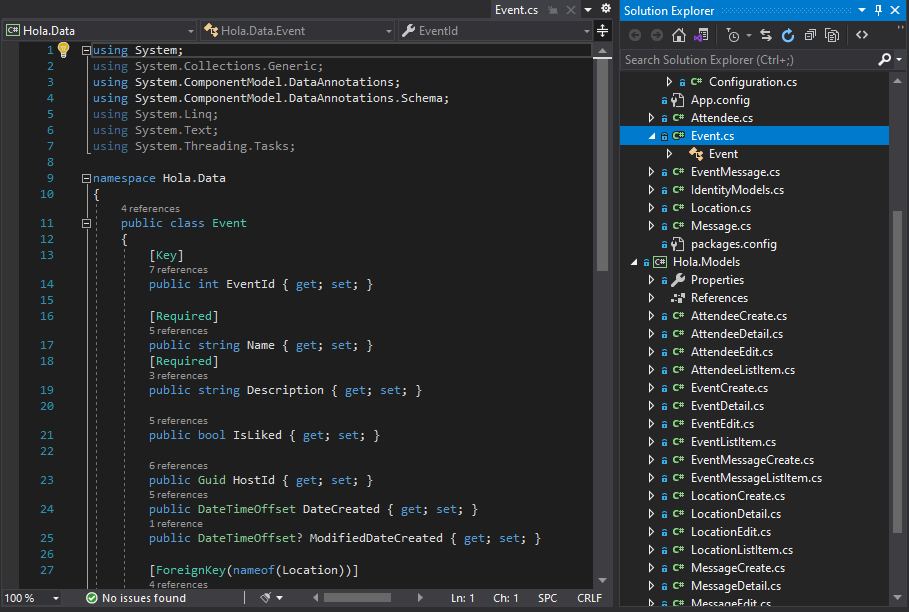 Event.cs
Hola.Data
Hola.Data.Event
EventId
1 using System;
2 using System.Collections.Generic;
3 using System.ComponentModel.DataAnnotations;
4 using System.ComponentModel.DataAnnotations.Schema;
5 using System.Linq;
6 using System.Text;
7 using System.Threading.Tasks;
8
9 namespace Hola.Data
10 {
4 references
11 public class Event
12 {
13 [Key]
7 references
14 public int EventId { get; set; }
15
16 [Required]
5 references
17 public string Name { get; set; }
18 [Required]
3 references
19 public string Description { get; set; }
20
5 references
21 public bool IsLiked { get; set; }
22
6 references
23 public Guid HostId { get; set; }
5 references
24 public DateTimeOffset DateCreated { get; set; }
1 reference
25 public DateTimeOffset? ModifiedDateCreated { get; set; }
26
27 [ForeignKey(nameof(Location))]
4 references
100 %
No issues found
Ln: 1
Ch: 1
SPC
CRLF
Solution Explorer
Search Solution Explorer (Ctrl+;)
C# Configuration.cs
App.config
C# Attendee.cs
C# Event.cs
Event
C# EventMessage.cs
C# IdentityModels.cs
C# Location.cs
C# Message.cs
packages.config
C# Hola.Models
Properties
References
C# AttendeeCreate.cs
C# AttendeeDetail.cs
C# AttendeeEdit.cs
C# AttendeeListItem.cs
C# EventCreate.cs
C# EventDetail.cs
C# EventEdit.cs
C# EventListItem.cs
C# EventMessageCreate.cs
C# EventMessageListItem.cs
C# LocationCreate.cs
C# LocationDetail.cs
C# LocationEdit.cs
C# LocationListItem.cs
C# MessageCreate.cs
C# MessageDetail.cs
C# MessageEdit.cs